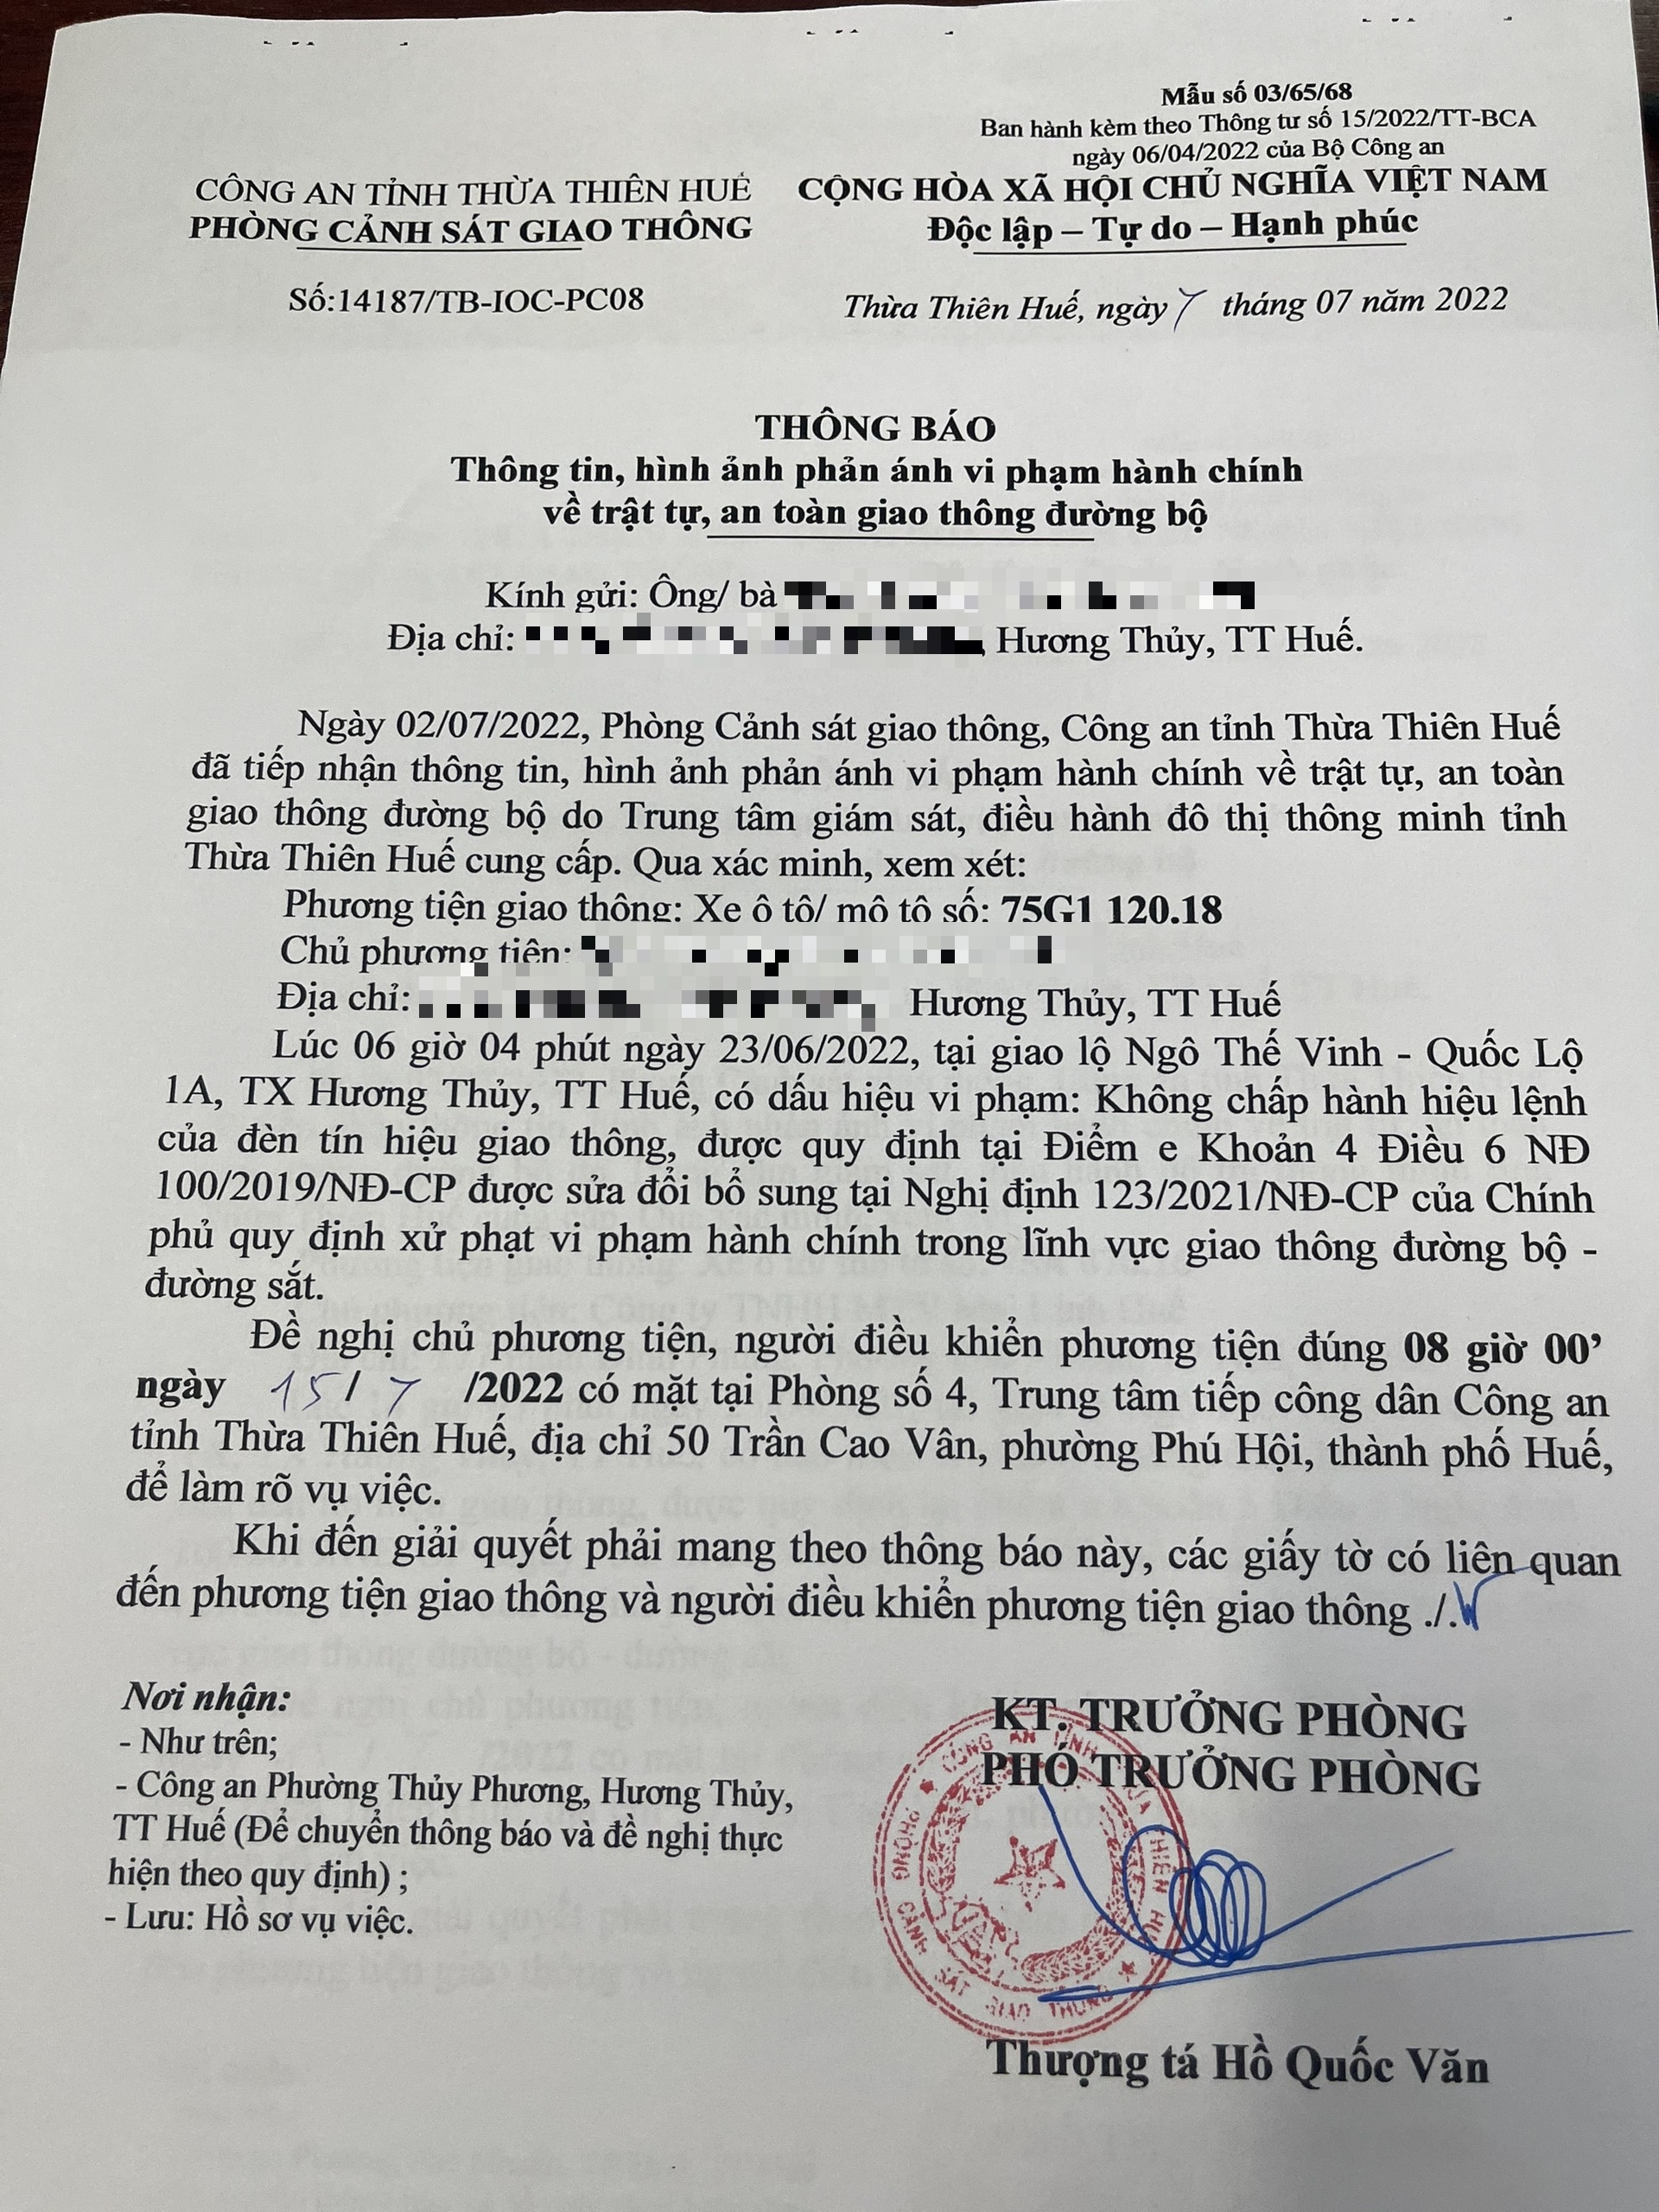 Mẫu số 03/65/68
Ban hành kèm theo Thông tư số 15/2022/TT-BCA
ngày 06/04/2022 của Bộ Công an
CÔNG AN TỈNH THỪA THIÊN HUẾ
PHÒNG CẢNH SÁT GIAO THÔNG
CỘNG HÒA XÃ HỘI CHỦ NGHĨA VIỆT NAM
Độc lập – Tự do – Hạnh phúc
Số:14187/TB-IOC-PC08
Thừa Thiên Huế, ngày 7 tháng 07 năm 2022
THÔNG BÁO
Thông tin, hình ảnh phản ánh vi phạm hành chính
về trật tự, an toàn giao thông đường bộ
Kính gửi: Ông/ bà
Địa chỉ: , Hương Thủy, TT Huế.
Ngày 02/07/2022, Phòng Cảnh sát giao thông, Công an tỉnh Thừa Thiên Huế
đã tiếp nhận thông tin, hình ảnh phản ánh vi phạm hành chính về trật tự, an toàn
giao thông đường bộ do Trung tâm giám sát, điều hành đô thị thông minh tỉnh
Thừa Thiên Huế cung cấp. Qua xác minh, xem xét:
Phương tiện giao thông: Xe ô tô/ mô tô số: 75G1 120.18
Chủ phương tiện:
Địa chỉ: Hương Thủy, TT Huế
Lúc 06 giờ 04 phút ngày 23/06/2022, tại giao lộ Ngô Thế Vinh - Quốc Lộ
1A, TX Hương Thủy, TT Huế, có dấu hiệu vi phạm: Không chấp hành hiệu lệnh
của đèn tín hiệu giao thông, được quy định tại Điểm e Khoản 4 Điều 6 NĐ
100/2019/NĐ-CP được sửa đổi bổ sung tại Nghị định 123/2021/NĐ-CP của Chính
phủ quy định xử phạt vi phạm hành chính trong lĩnh vực giao thông đường bộ -
đường sắt.
Đề nghị chủ phương tiện, người điều khiển phương tiện đúng 08 giờ 00’
ngày 15/ 7 /2022 có mặt tại Phòng số 4, Trung tâm tiếp công dân Công an
tỉnh Thừa Thiên Huế, địa chỉ 50 Trần Cao Vân, phường Phú Hội, thành phố Huế,
để làm rõ vụ việc.
Khi đến giải quyết phải mang theo thông báo này, các giấy tờ có liên quan
đến phương tiện giao thông và người điều khiển phương tiện giao thông ./.
Nơi nhận:
- Như trên;
- Công an Phường Thủy Phương, Hương Thủy,
TT Huế (Để chuyển thông báo và đề nghị thực
hiện theo quy định) ;
- Lưu: Hồ sơ vụ việc.
KT. TRƯỞNG PHÒNG
PHÓ TRƯỞNG PHÒNG
CÔNG AN TỈNH THỪA THIÊN HUẾ
PHÒNG CẢNH SÁT GIAO THÔNG
Thượng tá Hồ Quốc Văn